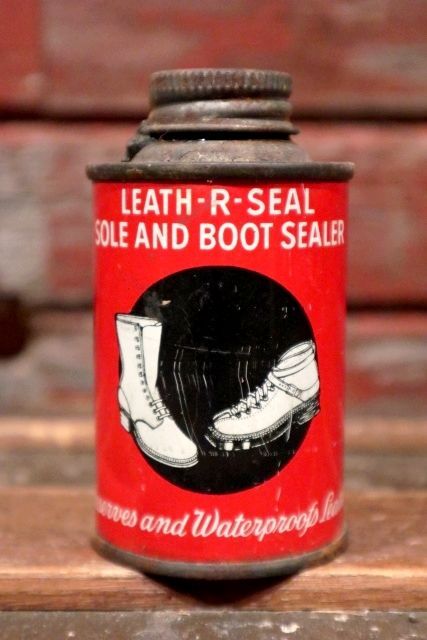 LEATH-R-SEAL
SOLE AND BOOT SEALER
and Waterproofs